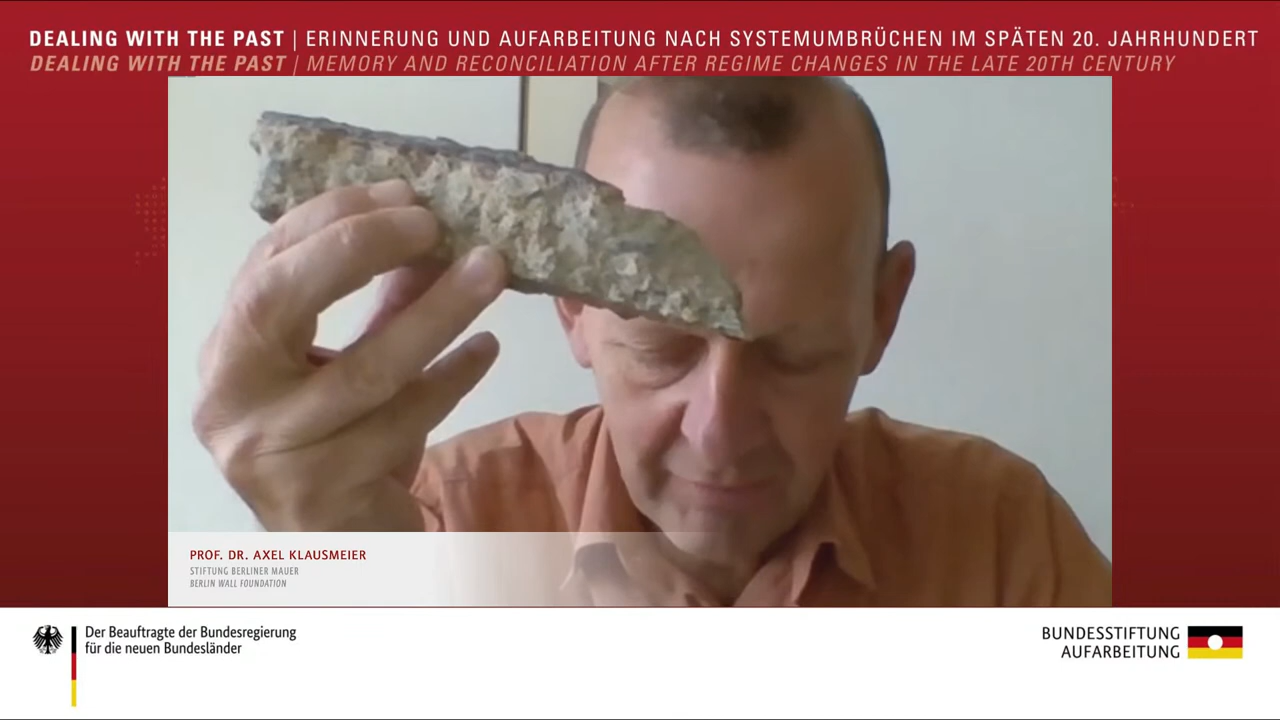 DEALING WITH THE PAST | ERINNERUNG UND AUFARBEITUNG NACH SYSTEMUMBRÜCHEN IM SPÄTEN 20. JAHRHUNDERT
DEALING WITH THE PAST | MEMORY AND RECONCILIATION AFTER REGIME CHANGES IN THE LATE 20TH CENTURY
PROF. DR. AXEL KLAUSMEIER
STIFTUNG BERLINER MAUER
BERLIN WALL FOUNDATION
Der Beauftragte der Bundesregierung
für die neuen Bundesländer
BUNDESSTIFTUNG
AUFARBEITUNG